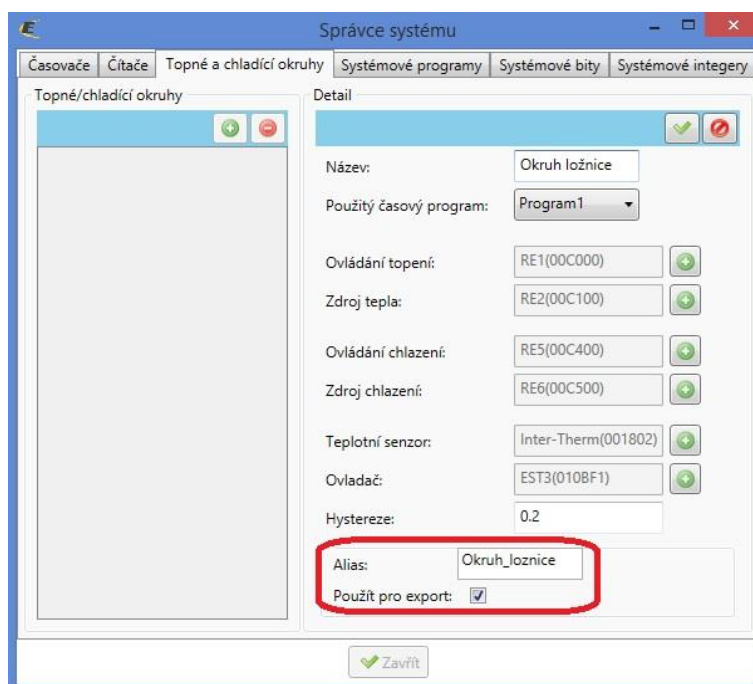 Správce systému
Časovače Čítače Topné a chladící okruhy Systémové programy Systémové bity Systémové integery
Topné/chladící okruhy
Detail
Název: Okruh ložnice
Použitý časový program: Program1
Ovládání topení: RE1(00C000)
Zdroj tepla: RE2(00C100)
Ovládání chlazení: RE5(00C400)
Zdroj chlazení: RE6(00C500)
Teplotní senzor: Inter-Therm(001802)
Ovladač: EST3(010BF1)
Hystereze: 0.2
Alias: Okruh_loznice
Použít pro export:
Zavřít